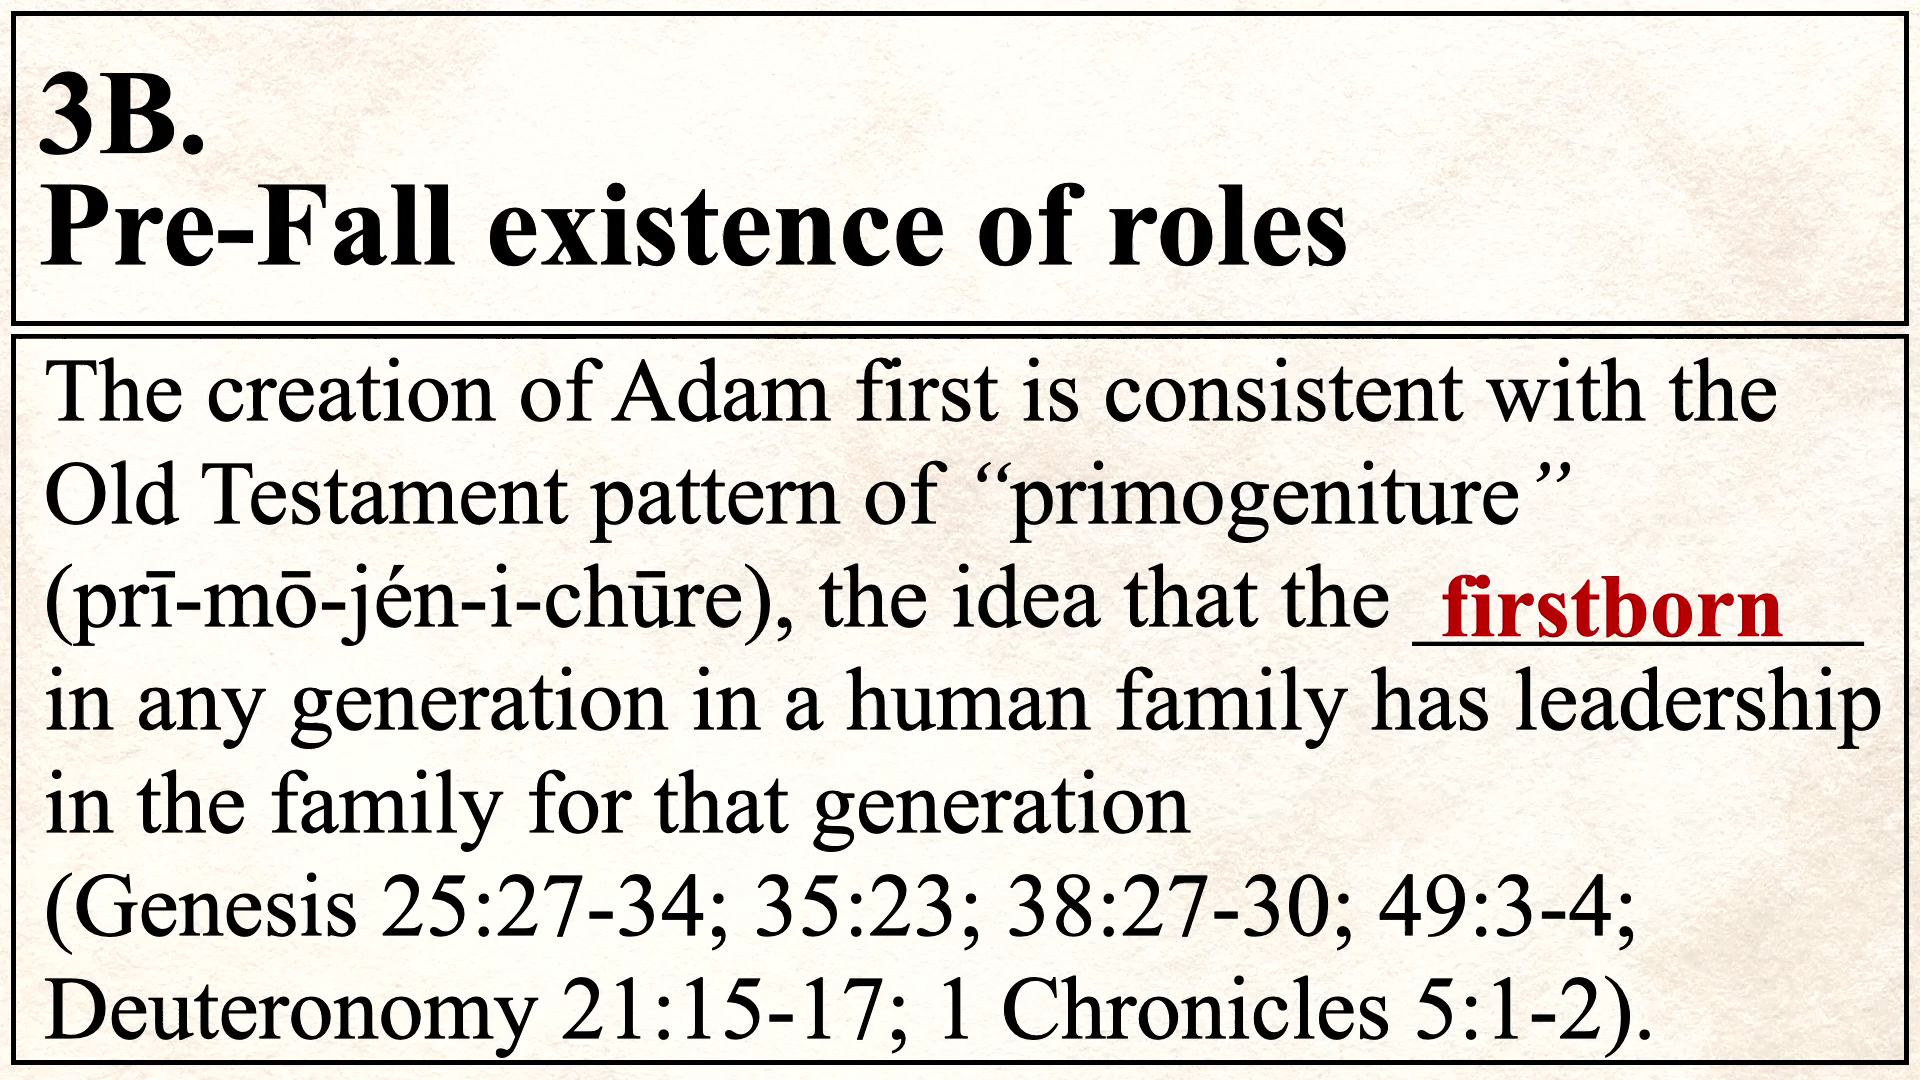 3B.
Pre-Fall existence of roles
The creation of Adam first is consistent with the
Old Testament pattern of “primogeniture”
(prī-mō-jén-i-chūre), the idea that the firstborn
in any generation in a human family has leadership
in the family for that generation
(Genesis 25:27-34; 35:23; 38:27-30; 49:3-4;
Deuteronomy 21:15-17; 1 Chronicles 5:1-2).